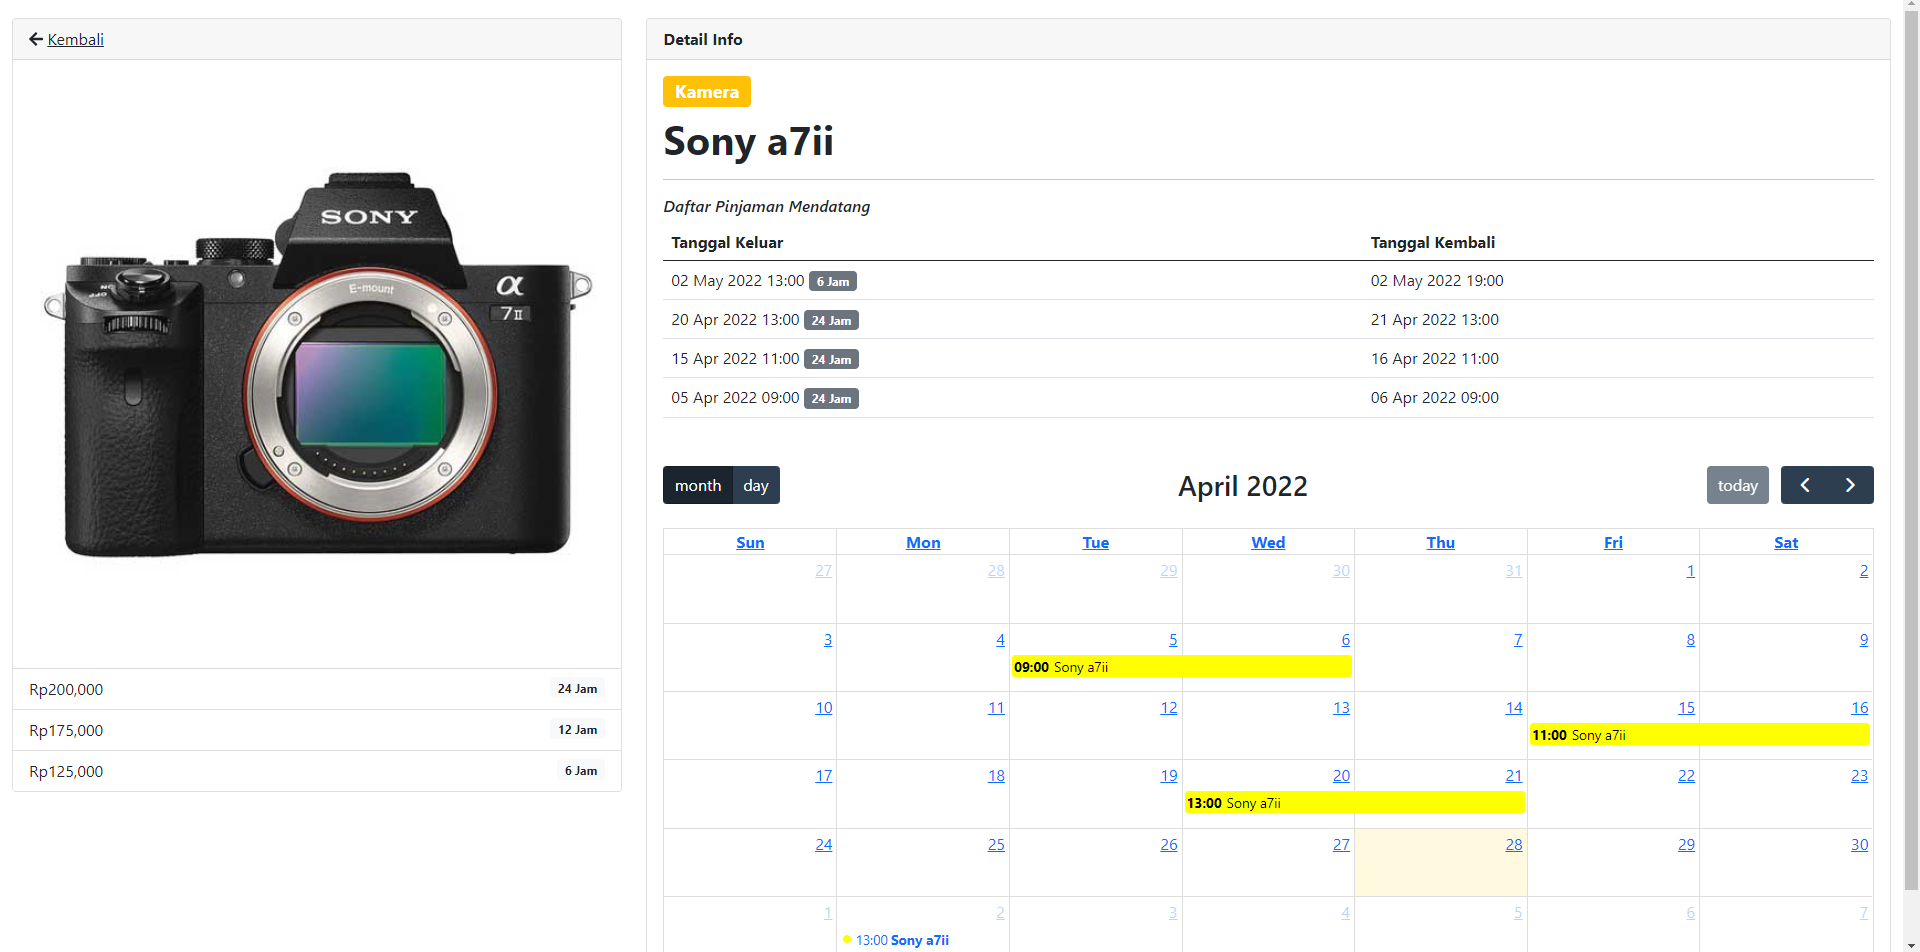 Kembali
SONY
E-mount
α
7II
ON
OFF
Rp200,000 24 Jam
Rp175,000 12 Jam
Rp125,000 6 Jam
Detail Info
Kamera
Sony a7ii
Daftar Pinjaman Mendatang
Tanggal Keluar Tanggal Kembali
02 May 2022 13:00 6 Jam 02 May 2022 19:00
20 Apr 2022 13:00 24 Jam 21 Apr 2022 13:00
15 Apr 2022 11:00 24 Jam 16 Apr 2022 11:00
05 Apr 2022 09:00 24 Jam 06 Apr 2022 09:00
month day April 2022 today
Sun Mon Tue Wed Thu Fri Sat
27 28 29 30 31 1 2
3 4 5 6 7 8 9
09:00 Sony a7ii
10 11 12 13 14 15 16
11:00 Sony a7ii
17 18 19 20 21 22 23
13:00 Sony a7ii
24 25 26 27 28 29 30
1 2 3 4 5 6 7
13:00 Sony a7ii